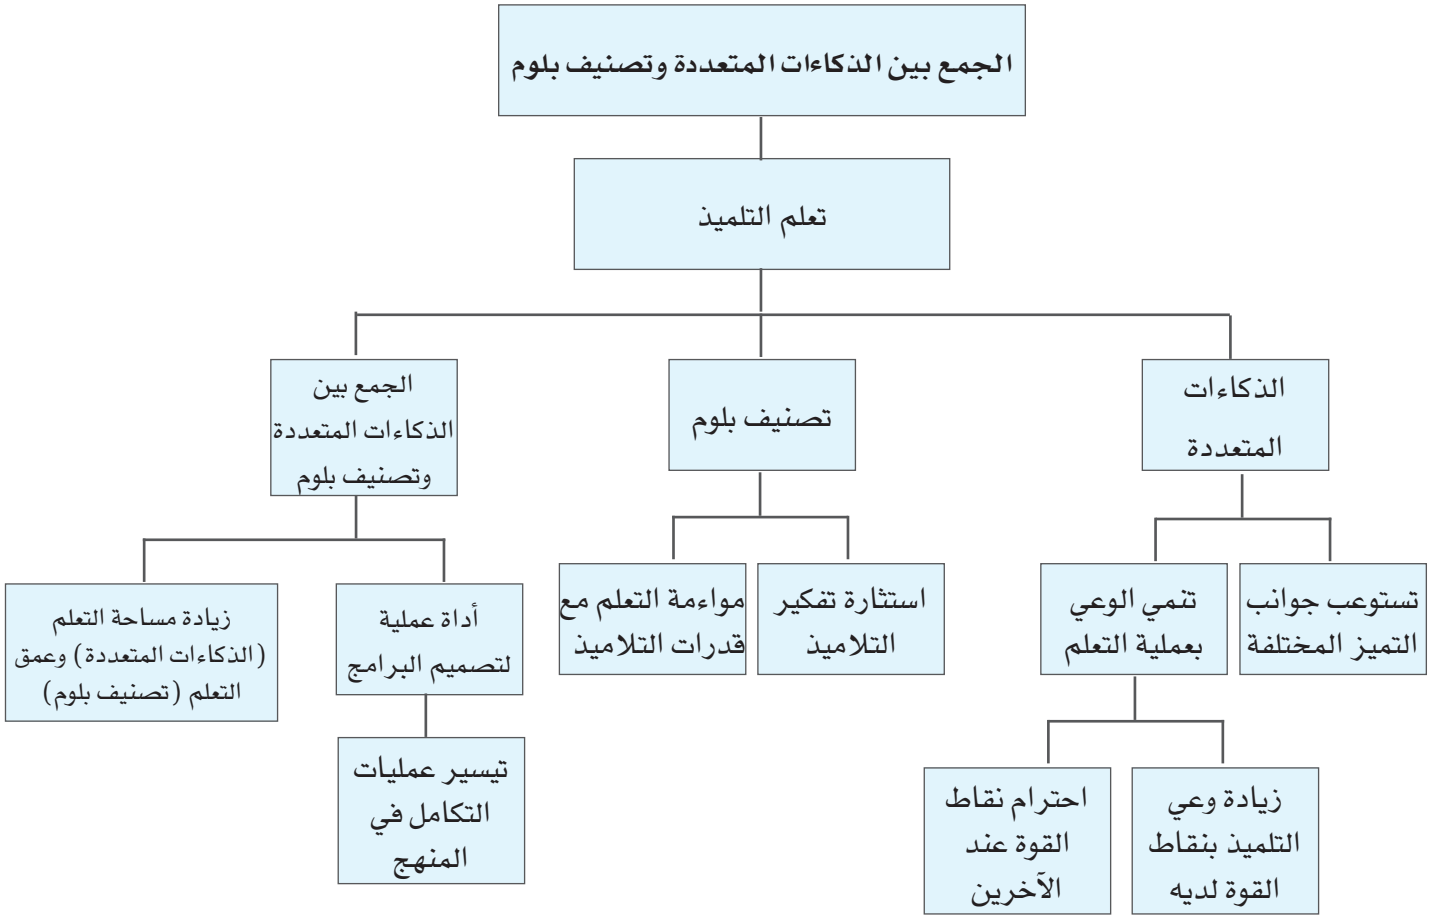 الجمع بين الذكاءات المتعددة وتصنيف بلوم
تعلم التلميذ
الذكاءات
المتعددة
تصنيف بلوم
الجمع بين
الذكاءات المتعددة
وتصنيف بلوم
تستوعب جوانب
التميز المختلفة
تنمي الوعي
بعملية التعلم
استثارة تفكير
التلاميذ
مواءمة التعلم مع
قدرات التلاميذ
أداة عملية
لتصميم البرامج
زيادة مساحة التعلم
(الذكاءات المتعددة) وعمق
التعلم (تصنيف بلوم)
زيادة وعي
التلميذ بنقاط
القوة لديه
احترام نقاط
القوة عند
الآخرين
تيسير عمليات
التكامل في
المنهج